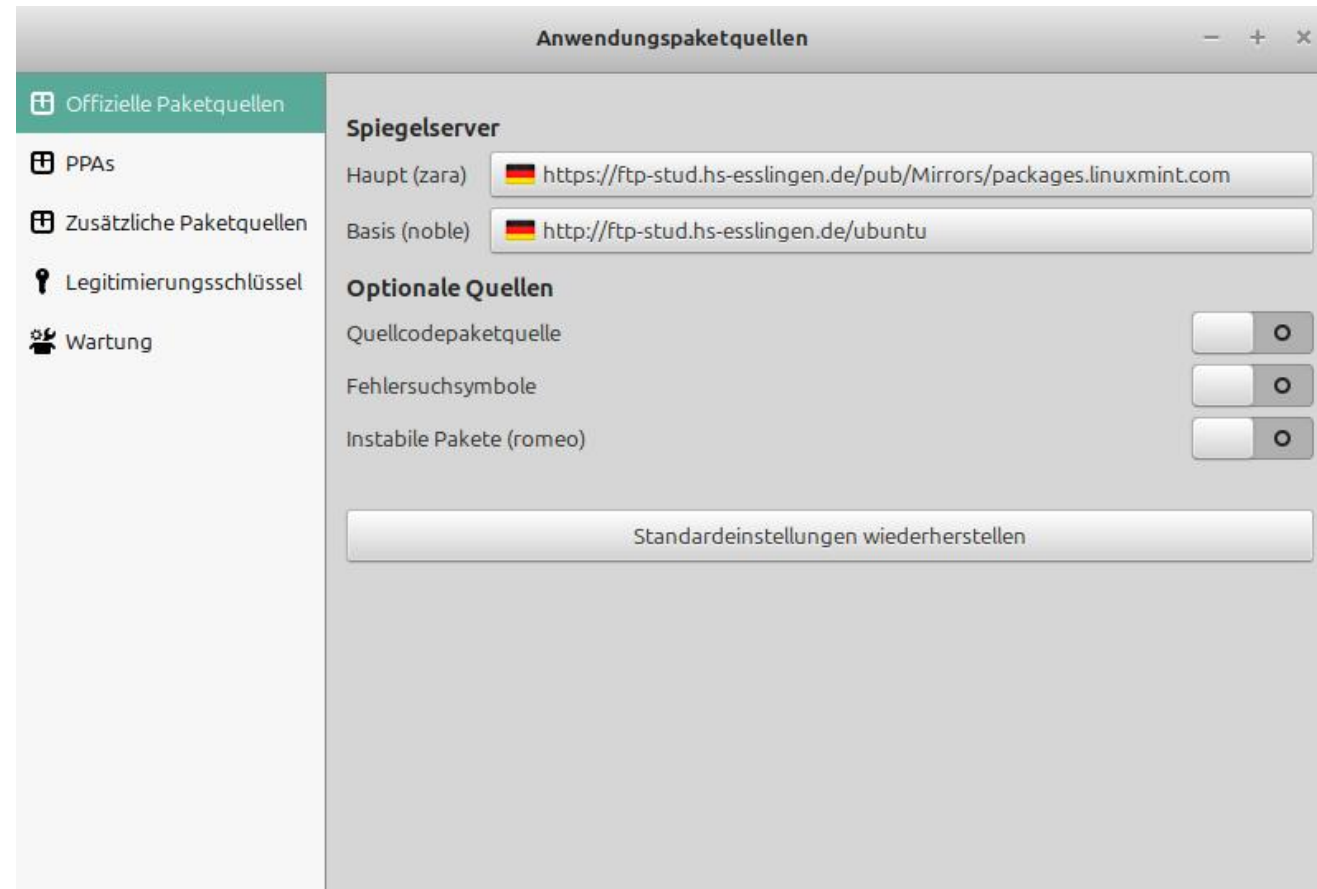 Anwendungspaketquellen
Offizielle Paketquellen
PPAs
Zusätzliche Paketquellen
Legitimierungsschlüssel
Wartung
Spiegelserver
Haupt (zara) https://ftp-stud.hs-esslingen.de/pub/Mirrors/packages.linuxmint.com
Basis (noble) http://ftp-stud.hs-esslingen.de/ubuntu
Optionale Quellen
Quellcodepaketquelle
Fehlersuchsymbole
Instabile Pakete (romeo)
Standardeinstellungen wiederherstellen